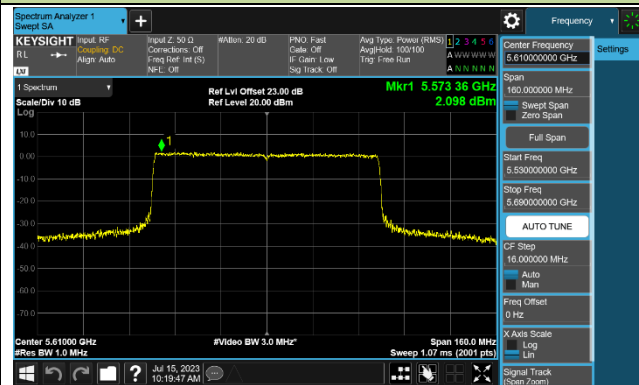 Spectrum Analyzer 1
Swept SA
+
Frequency
KEYSIGHT
RL
LXI
Input: RF
Coupling: DC
Align: Auto
Input Z: 50 Ω
Corrections: Off
Freq Ref: Int (S)
NFE: Off
#Atten: 20 dB
PNO: Fast
Gate: Off
IF Gain: Low
Sig Track: Off
Avg Type: Power (RMS)
Avg|Hold: 100/100
Trig: Free Run
1 2 3 4 5 6
A W W W W W
A N N N N N
1 Spectrum
Scale/Div 10 dB
Log
Ref Lvl Offset 23.00 dB
Ref Level 20.00 dBm
Mkr1 5.573 36 GHz
2.098 dBm
1
10.0
0.00
-10.0
-20.0
-30.0
-40.0
-50.0
-60.0
-70.0
Center 5.61000 GHz
#Res BW 1.0 MHz
#Video BW 3.0 MHz*
Span 160.0 MHz
Sweep 1.07 ms (2001 pts)
Center Frequency
5.610000000 GHz
Settings
Span
160.000000 MHz
Swept Span
Zero Span
Full Span
Start Freq
5.530000000 GHz
Stop Freq
5.690000000 GHz
AUTO TUNE
CF Step
16.000000 MHz
Auto
Man
Freq Offset
0 Hz
X Axis Scale
Log
Lin
Signal Track
(Span Zoom)
?
Jul 15, 2023
10:19:47 AM